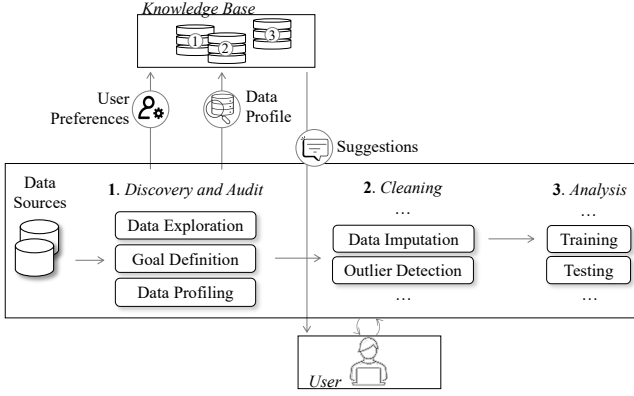 Knowledge Base
1
2
3
User
Preferences
Data
Profile
Suggestions
Data
Sources
1. Discovery and Audit
Data Exploration
Goal Definition
Data Profiling
2. Cleaning
...
Data Imputation
Outlier Detection
...
3. Analysis
...
Training
Testing
...
User